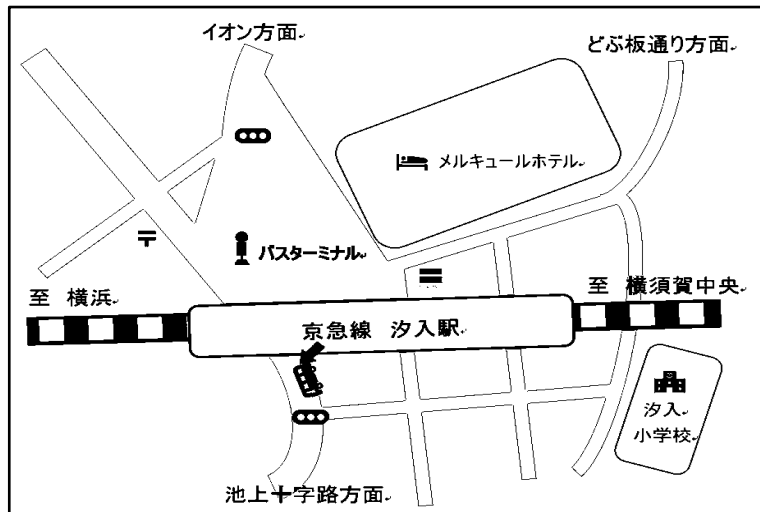 イオン方面
どぶ板通り方面
メルキュールホテル
バスターミナル
至 横浜
至 横須賀中央
京急線 汐入駅
汐入
小学校
池上十字路方面